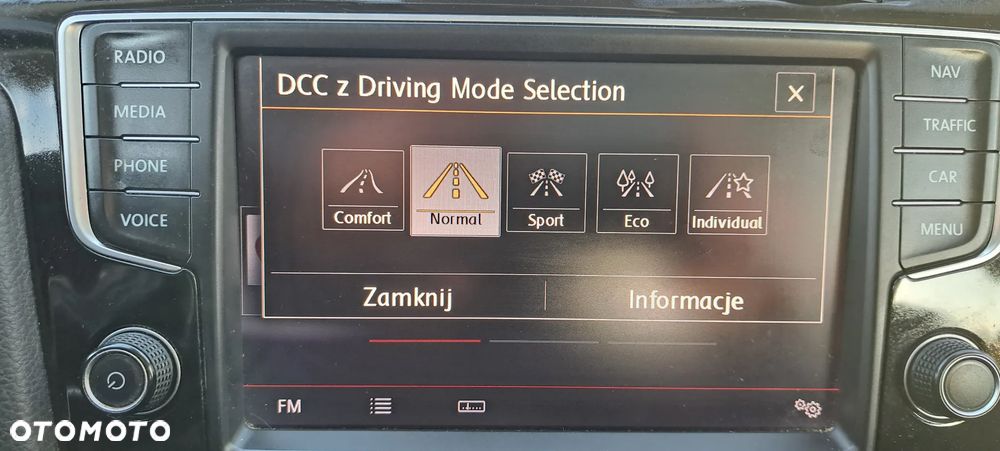 RADIO
MEDIA
PHONE
VOICE
DCC z Driving Mode Selection
X
Comfort
Normal
Sport
Eco
Individual
Zamknij
Informacje
FM
NAV
TRAFFIC
CAR
MENU
OTOMOTO